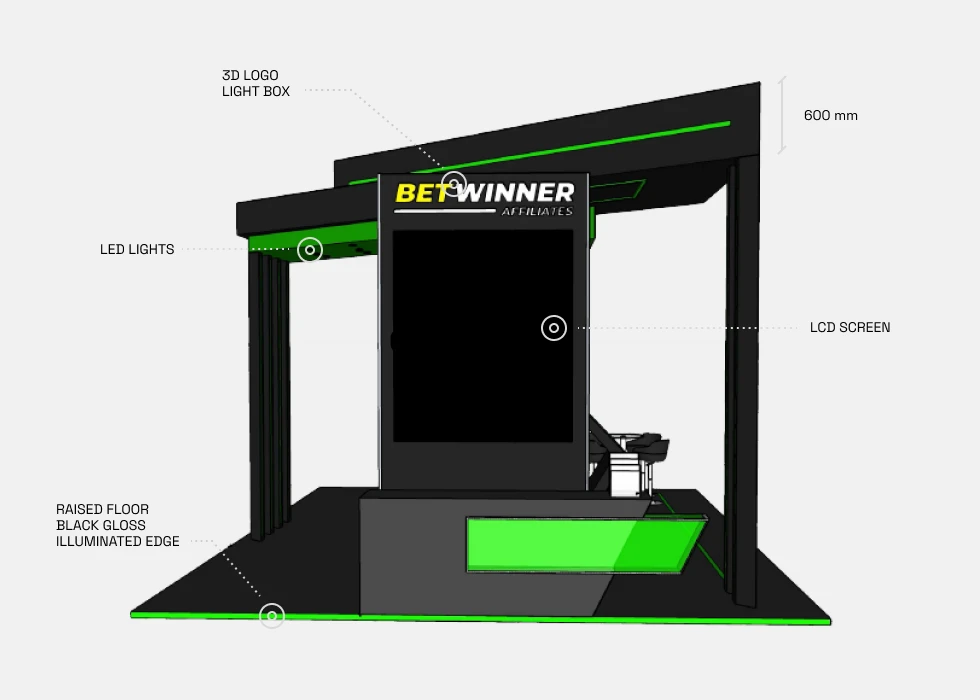 3D LOGO
LIGHT BOX
600 mm
BETWINNER
AFFILIATES
LED LIGHTS
LCD SCREEN
RAISED FLOOR
BLACK GLOSS
ILLUMINATED EDGE